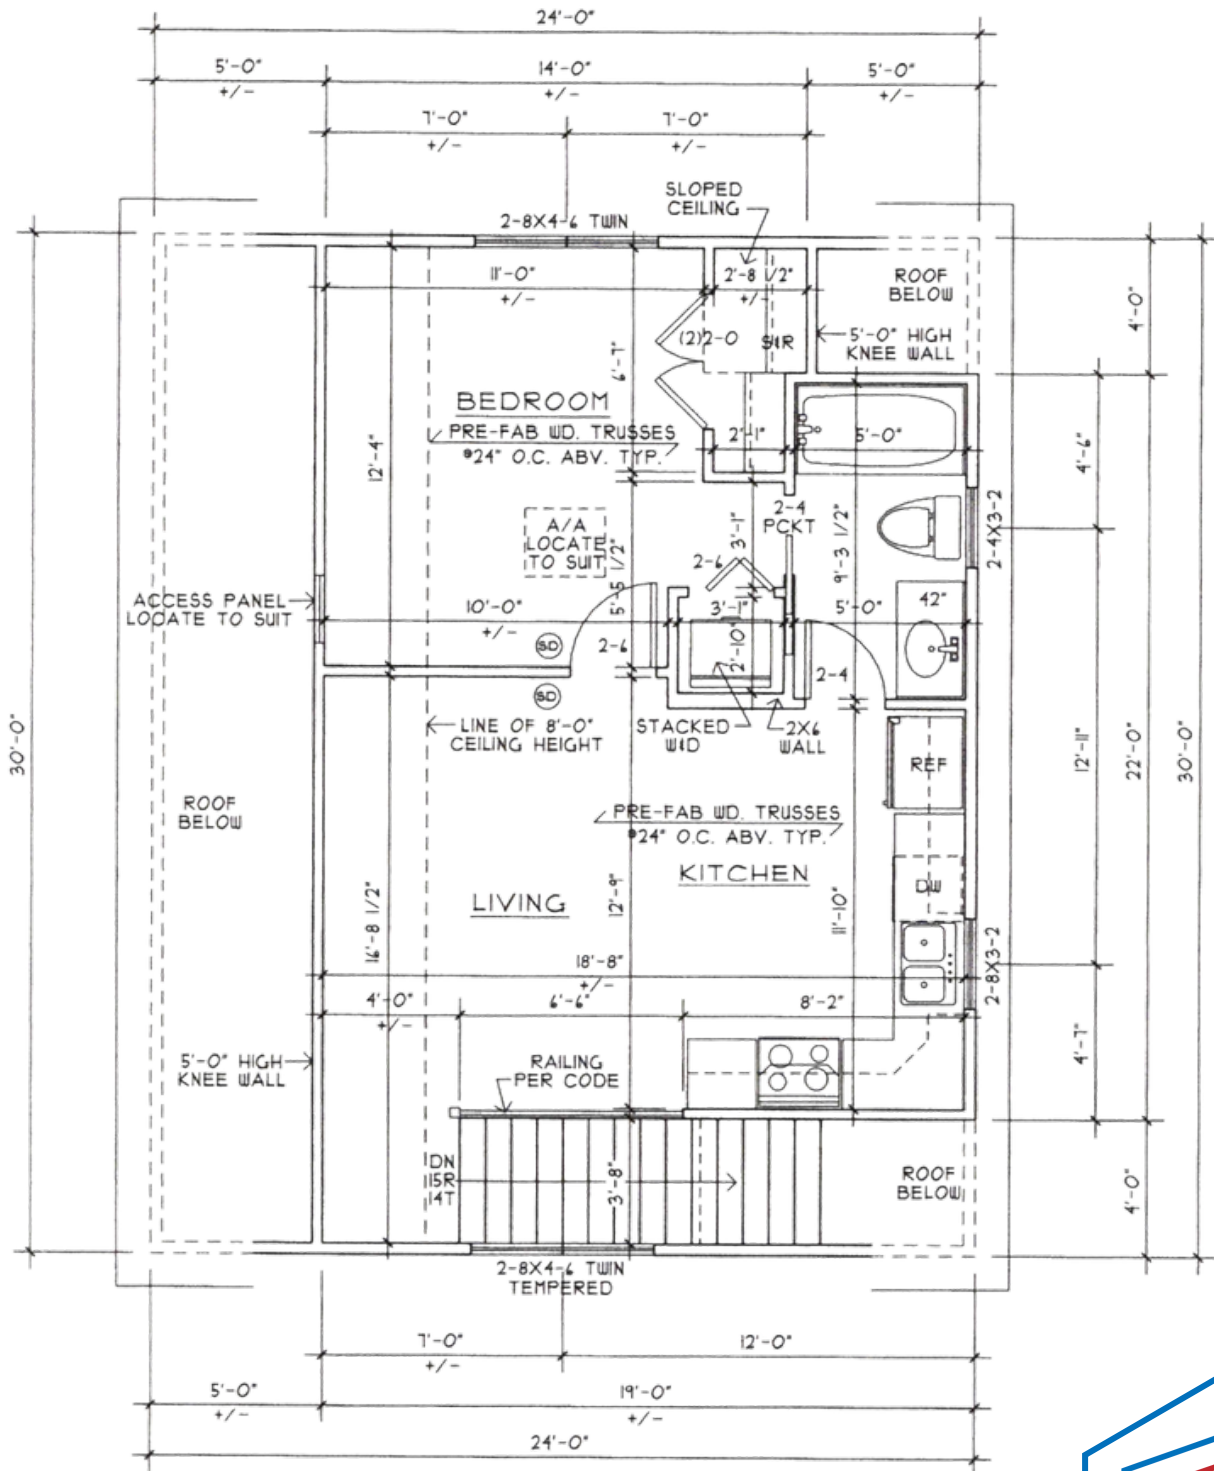 24'-0"
5'-0"
+/-
14'-0"
+/-
5'-0"
+/-
7'-0"
+/-
7'-0"
+/-
SLOPED
CEILING
2-8X4-6 TWIN
11'-0"
+/-
2'-8 1/2"
+/-
ROOF
BELOW
4'-0"
(2)2-0
S&R
5'-0" HIGH
KNEE WALL
6'-7"
BEDROOM
PRE-FAB WD. TRUSSES
@24" O.C. ABV. TYP.
2'-1"
5'-0"
4'-6"
12'-4"
A/A
LOCATE
TO SUIT
2-4
PCKT
3'-1"
9'-3 1/2"
2-4X3-2
5'-5 1/2"
2-6
ACCESS PANEL
LOCATE TO SUIT
10'-0"
+/-
3'-1"
5'-0"
42"
SD
2-6
2'-10"
2-4
SD
LINE OF 8'-0"
CEILING HEIGHT
STACKED
W&D
2X6
WALL
30'-0"
12'-11"
22'-0"
30'-0"
REF
ROOF
BELOW
PRE-FAB WD. TRUSSES
@24" O.C. ABV. TYP.
KITCHEN
DW
LIVING
12'-9"
11'-10"
16'-8 1/2"
2-8X3-2
18'-8"
+/-
4'-0"
+/-
6'-6"
8'-2"
5'-0" HIGH
KNEE WALL
RAILING
PER CODE
4'-7"
DN
15R
14T
3'-8"
ROOF
BELOW
4'-0"
2-8X4-6 TWIN
TEMPERED
7'-0"
+/-
12'-0"
5'-0"
+/-
19'-0"
+/-
24'-0"